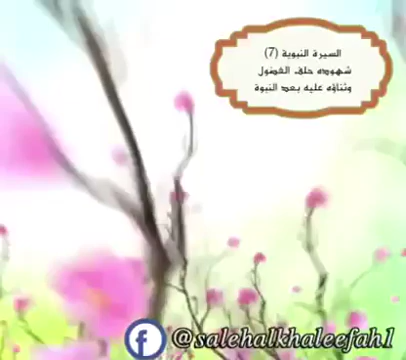 السيرة النبوية (7)
شهوده حلف الفضول
وثناؤه عليه بعد النبوة
@salehalkhaleefah1